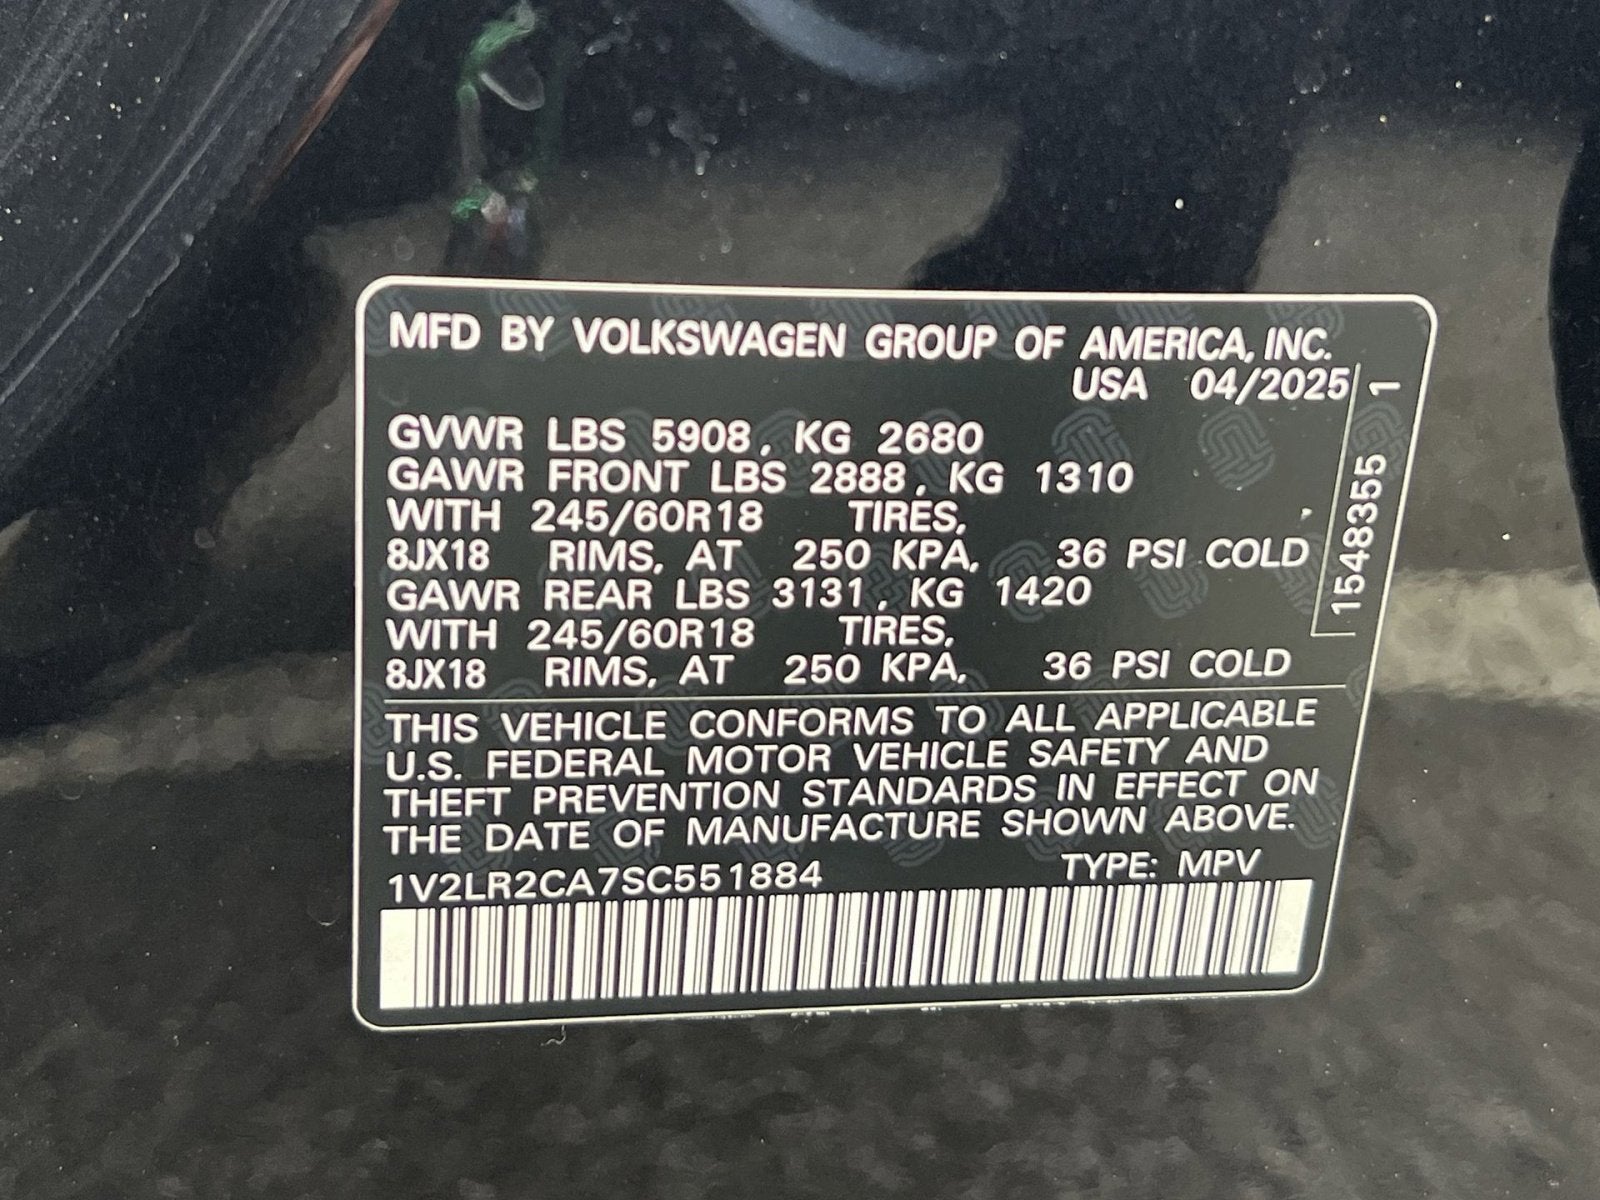 MFD BY VOLKSWAGEN GROUP OF AMERICA, INC.
USA 04/2025
GVWR LBS 5908, KG 2680
GAWR FRONT LBS 2888, KG 1310
WITH 245/60R18 TIRES,
8JX18 RIMS, AT 250 KPA, 36 PSI COLD
GAWR REAR LBS 3131, KG 1420
WITH 245/60R18 TIRES,
8JX18 RIMS, AT 250 KPA, 36 PSI COLD
1548355 1
THIS VEHICLE CONFORMS TO ALL APPLICABLE
U.S. FEDERAL MOTOR VEHICLE SAFETY AND
THEFT PREVENTION STANDARDS IN EFFECT ON
THE DATE OF MANUFACTURE SHOWN ABOVE.
1V2LR2CA7SC551884 TYPE: MPV